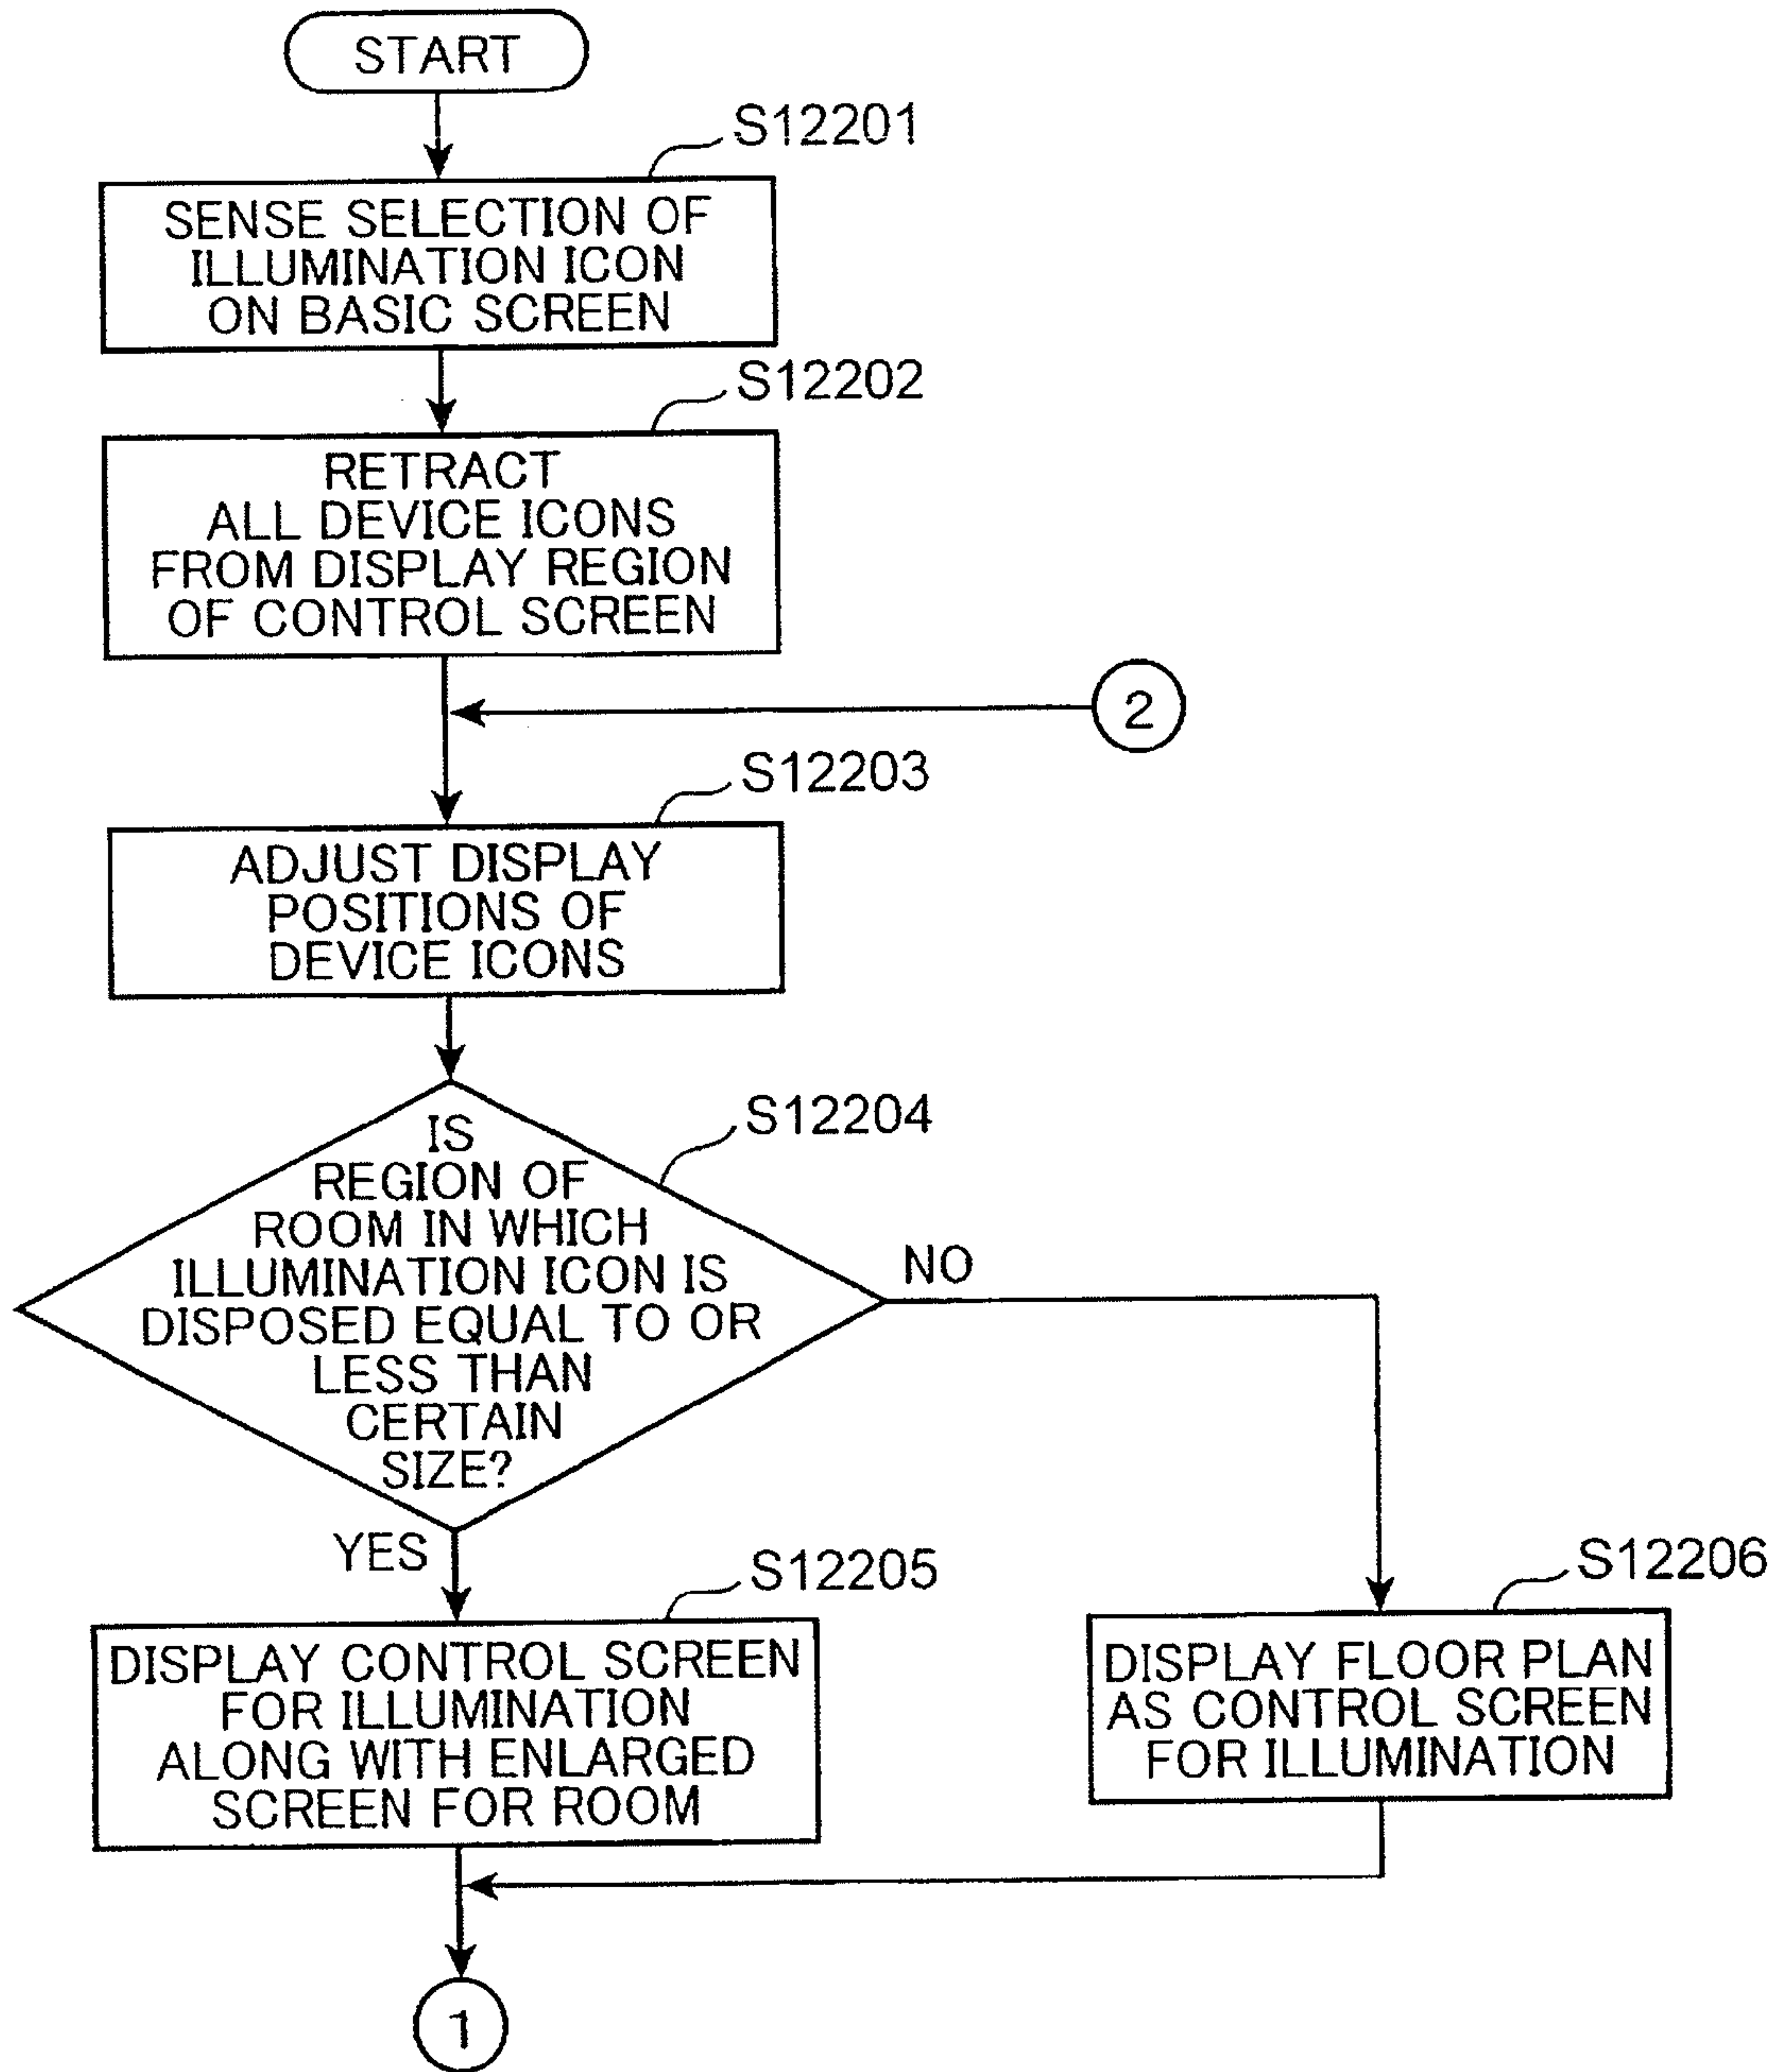 START
S12201
SENSE SELECTION OF
ILLUMINATION ICON
ON BASIC SCREEN
S12202
RETRACT
ALL DEVICE ICONS
FROM DISPLAY REGION
OF CONTROL SCREEN
2
S12203
ADJUST DISPLAY
POSITIONS OF
DEVICE ICONS
S12204
IS
REGION OF
ROOM IN WHICH
ILLUMINATION ICON IS
DISPOSED EQUAL TO OR
LESS THAN
CERTAIN
SIZE?
NO
YES
S12205
DISPLAY CONTROL SCREEN
FOR ILLUMINATION
ALONG WITH ENLARGED
SCREEN FOR ROOM
S12206
DISPLAY FLOOR PLAN
AS CONTROL SCREEN
FOR ILLUMINATION
1